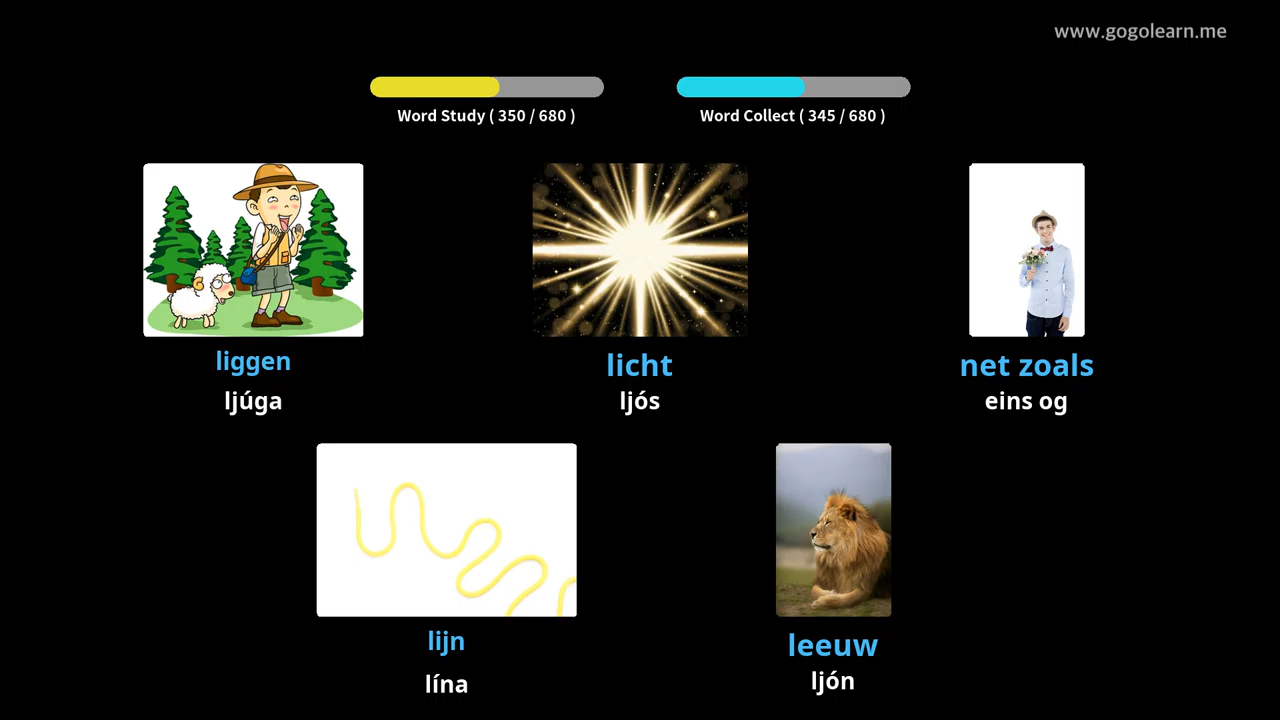 www.gogolearn.me
Word Study ( 350 / 680 )
Word Collect ( 345 / 680 )
liggen
ljúga
licht
ljós
net zoals
eins og
lijn
lína
leeuw
ljón